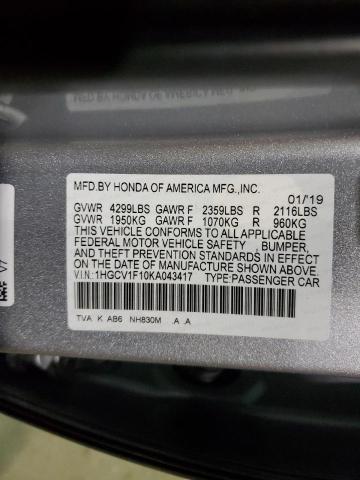 MFD.BY HONDA OF AMERICA MFG.,INC.
01/'19
GVWR 4299LBS GAWR F 2359LBS R 2116LBS
GVWR 1950KG GAWR F 1070KG R 960KG
THIS VEHICLE CONFORMS TO ALL APPLICABLE
FEDERAL MOTOR VEHICLE SAFETY , BUMPER,
AND THEFT PREVENTION STANDARDS IN
EFFECT ON THE DATE OF MANUFACTURE
SHOWN ABOVE.
V.I.N.:1HGCV1F10KA043417 TYPE:PASSENGER CAR
TVA K AB6 NH830M .A .A
V7